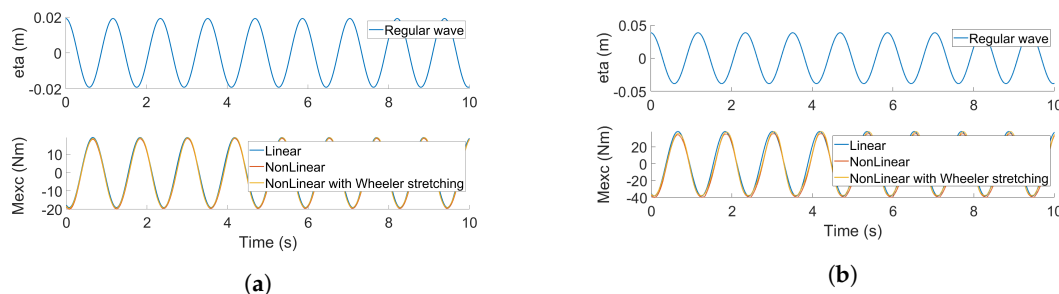 0.02
0
-0.02
eta (m)
Regular wave
0 2 4 6 8 10
10
0
-10
-20
Mexc (Nm)
Linear
NonLinear
NonLinear with Wheeler stretching
0 2 4 6 8 10
Time (s)
(a)
0.05
0
-0.05
eta (m)
Regular wave
0 2 4 6 8 10
20
0
-20
-40
Mexc (Nm)
Linear
NonLinear
NonLinear with Wheeler stretching
0 2 4 6 8 10
Time (s)
(b)